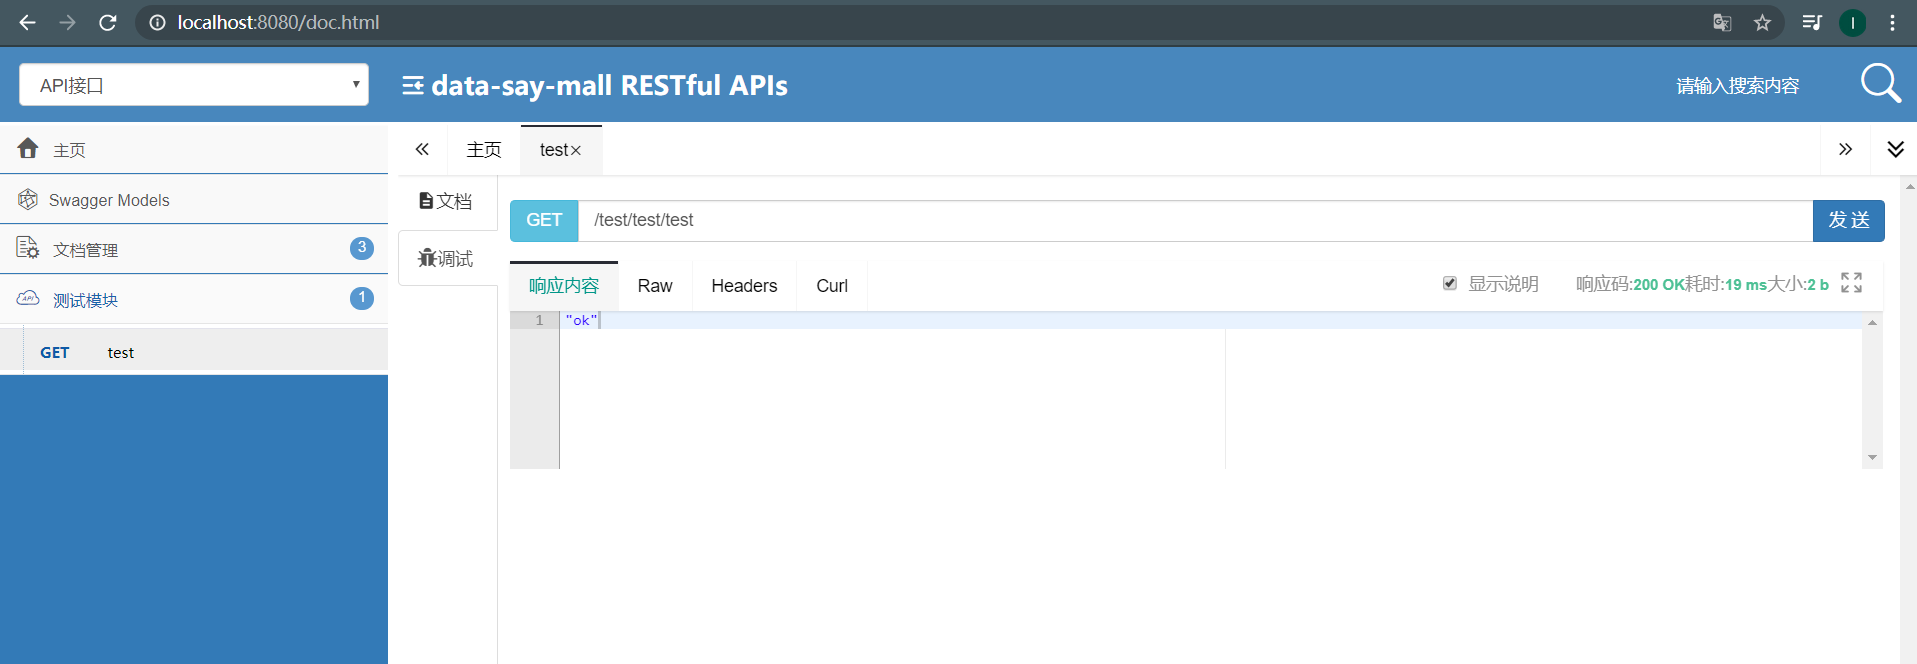 localhost:8080/doc.html
I
API接口
data-say-mall RESTful APIs
请输入搜索内容
主页
Swagger Models
文档管理 3
测试模块 1
GET test
主页 test×
文档
调试
GET /test/test/test 发 送
响应内容 Raw Headers Curl 显示说明 响应码:200 OK耗时:19 ms大小:2 b
1 "ok"